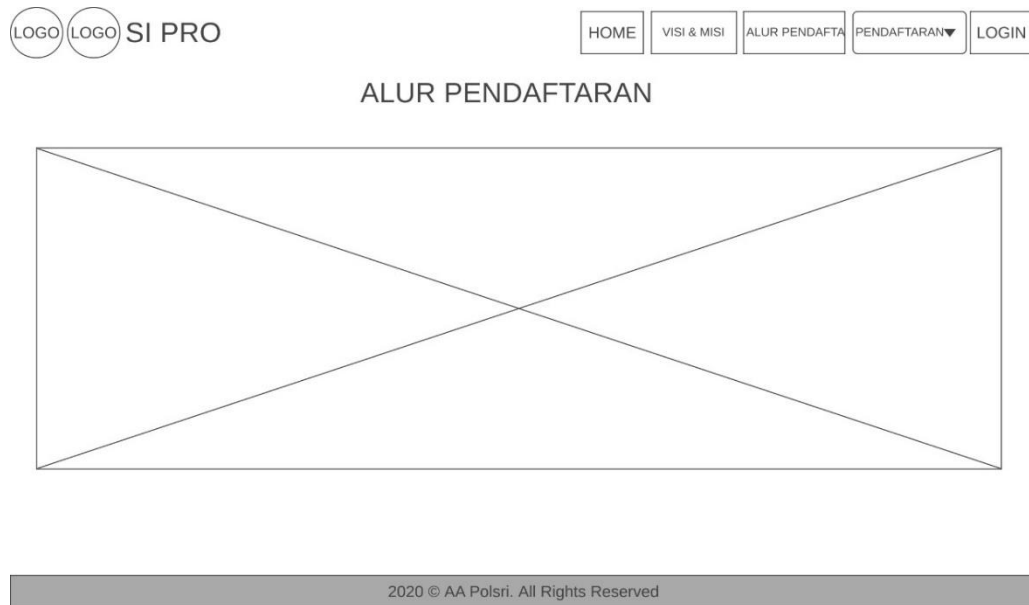 LOGO LOGO SI PRO HOME VISI & MISI ALUR PENDAFTA PENDAFTARAN LOGIN
ALUR PENDAFTARAN
2020 © AA Polsri. All Rights Reserved